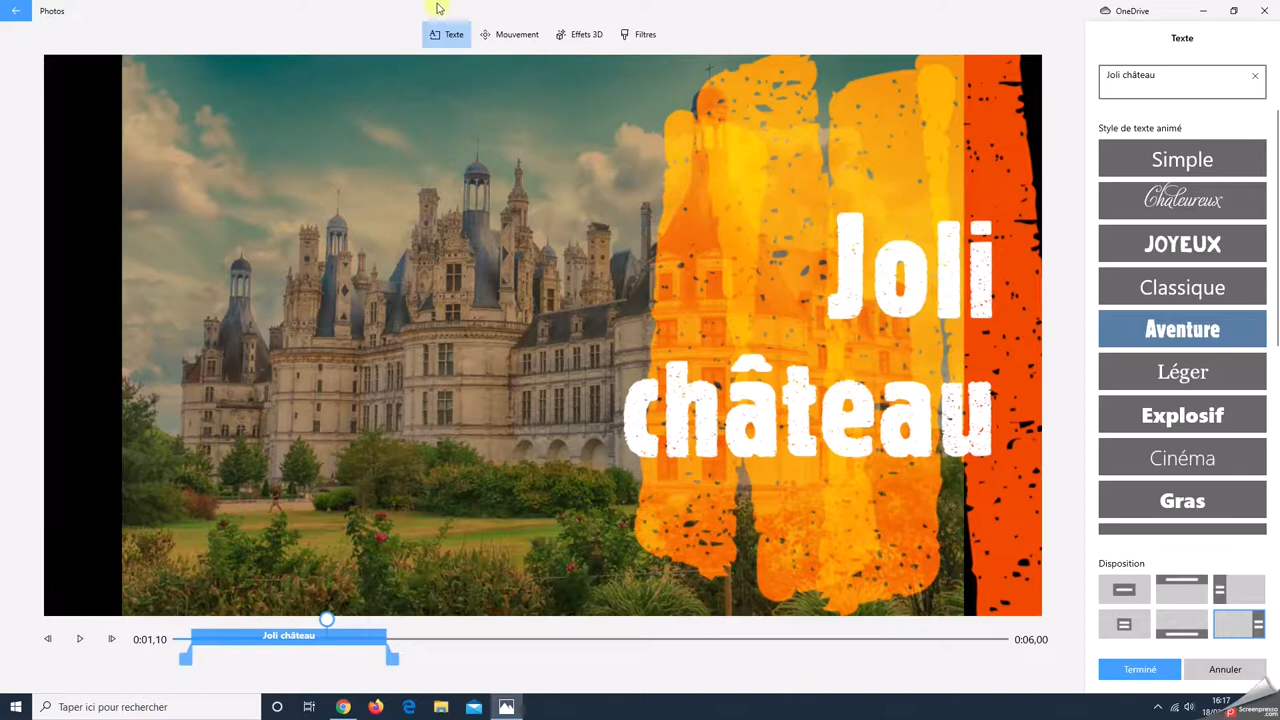 Photos
OneDrive
Texte
Mouvement
Effets 3D
Filtres
Texte
Joli château
Style de texte animé
Simple
Chaleureux
JOYEUX
Classique
Aventure
Léger
Explosif
Cinéma
Gras
Joli
château
Disposition
0:01,10
Joli château
0:06,00
Terminé
Annuler
Taper ici pour rechercher
16:17
Screenpresso
.com